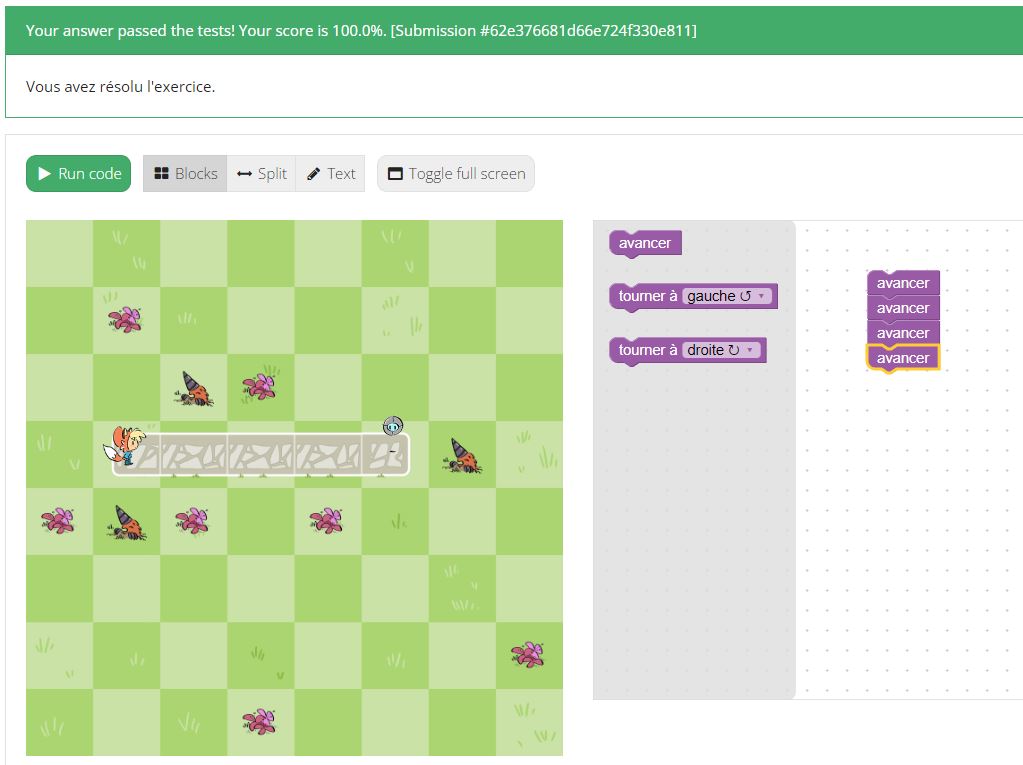 Your answer passed the tests! Your score is 100.0%. [Submission #62e376681d66e724f330e811]
Vous avez résolu l'exercice.
Run code
Blocks
Split
Text
Toggle full screen
avancer
tourner à gauche ↺
tourner à droite ↻
avancer
avancer
avancer
avancer